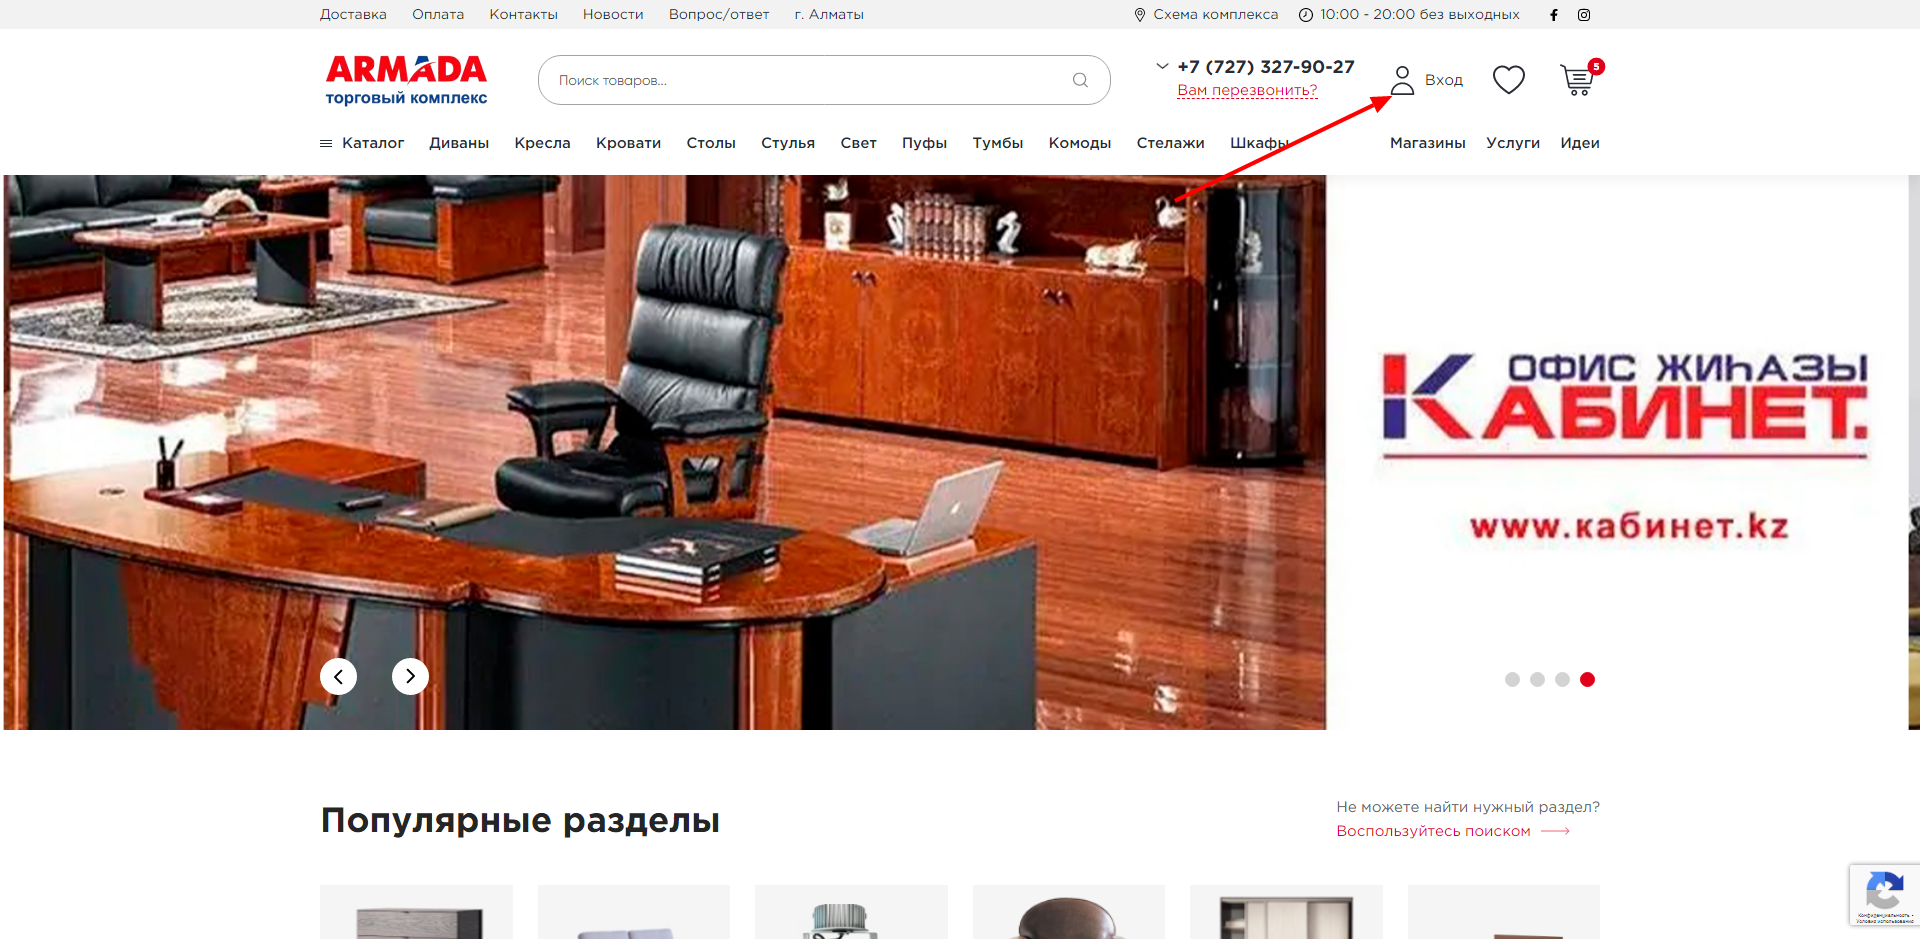 Доставка Оплата Контакты Новости Вопрос/ответ г. Алматы Схема комплекса 10:00 - 20:00 без выходных
ARMADA
торговый комплекс
Поиск товаров...
+7 (727) 327-90-27
Вам перезвонить?
Вход
5
Каталог Диваны Кресла Кровати Столы Стулья Свет Пуфы Тумбы Комоды Стелажи Шкафы Магазины Услуги Идеи
ОФИС ЖИҺАЗЫ
КАБИНЕТ.
www.кабинет.kz
Популярные разделы
Не можете найти нужный раздел?
Воспользуйтесь поиском
Конфиденциальность -
Условия использования